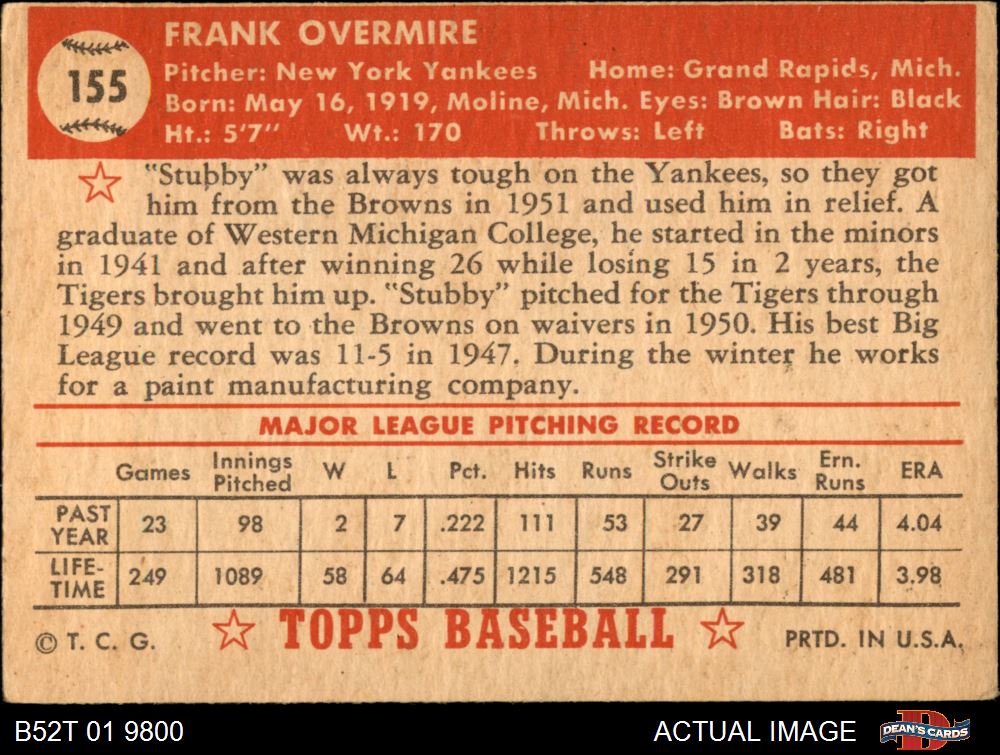 155
FRANK OVERMIRE
Pitcher: New York Yankees Home: Grand Rapids, Mich.
Born: May 16, 1919, Moline, Mich. Eyes: Brown Hair: Black
Ht.: 5'7" Wt.: 170 Throws: Left Bats: Right
"Stubby" was always tough on the Yankees, so they got
him from the Browns in 1951 and used him in relief. A
graduate of Western Michigan College, he started in the minors
in 1941 and after winning 26 while losing 15 in 2 years, the
Tigers brought him up. "Stubby" pitched for the Tigers through
1949 and went to the Browns on waivers in 1950. His best Big
League record was 11-5 in 1947. During the winter he works
for a paint manufacturing company.
MAJOR LEAGUE PITCHING RECORD
Games Innings Pitched W L Pct. Hits Runs Strike Outs Walks Ern. Runs ERA
PAST YEAR 23 98 2 7 .222 111 53 27 39 44 4.04
LIFE-TIME 249 1089 58 64 .475 1215 548 291 318 481 3.98
© T. C. G. TOPPS BASEBALL PRTD. IN U.S.A.
B52T 01 9800 ACTUAL IMAGE DEAN'S CARDS